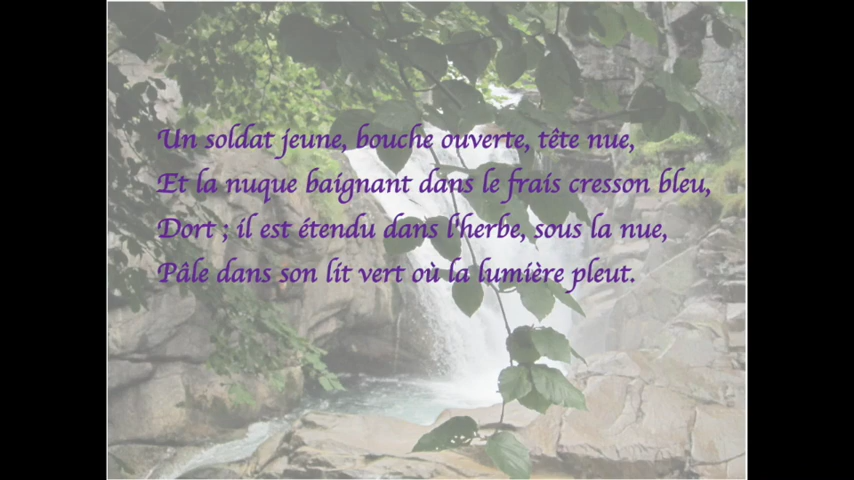 Un soldat jeune, bouche ouverte, tête nue,
Et la nuque baignant dans le frais cresson bleu,
Dort ; il est étendu dans l'herbe, sous la nue,
Pâle dans son lit vert où la lumière pleut.